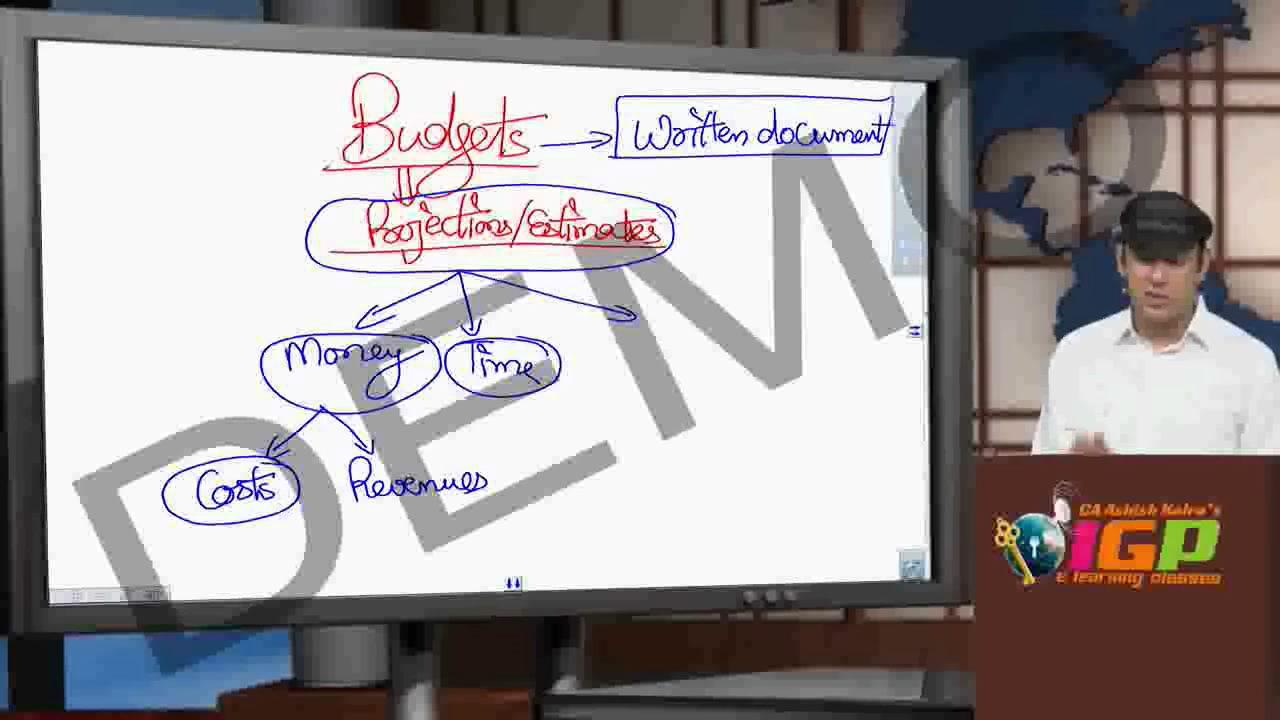 Budgets
Written document
Projections/Estimates
Money
Time
Costs
Revenues
DEMO
CA Ashish Kalra's
IGP
E learning classes